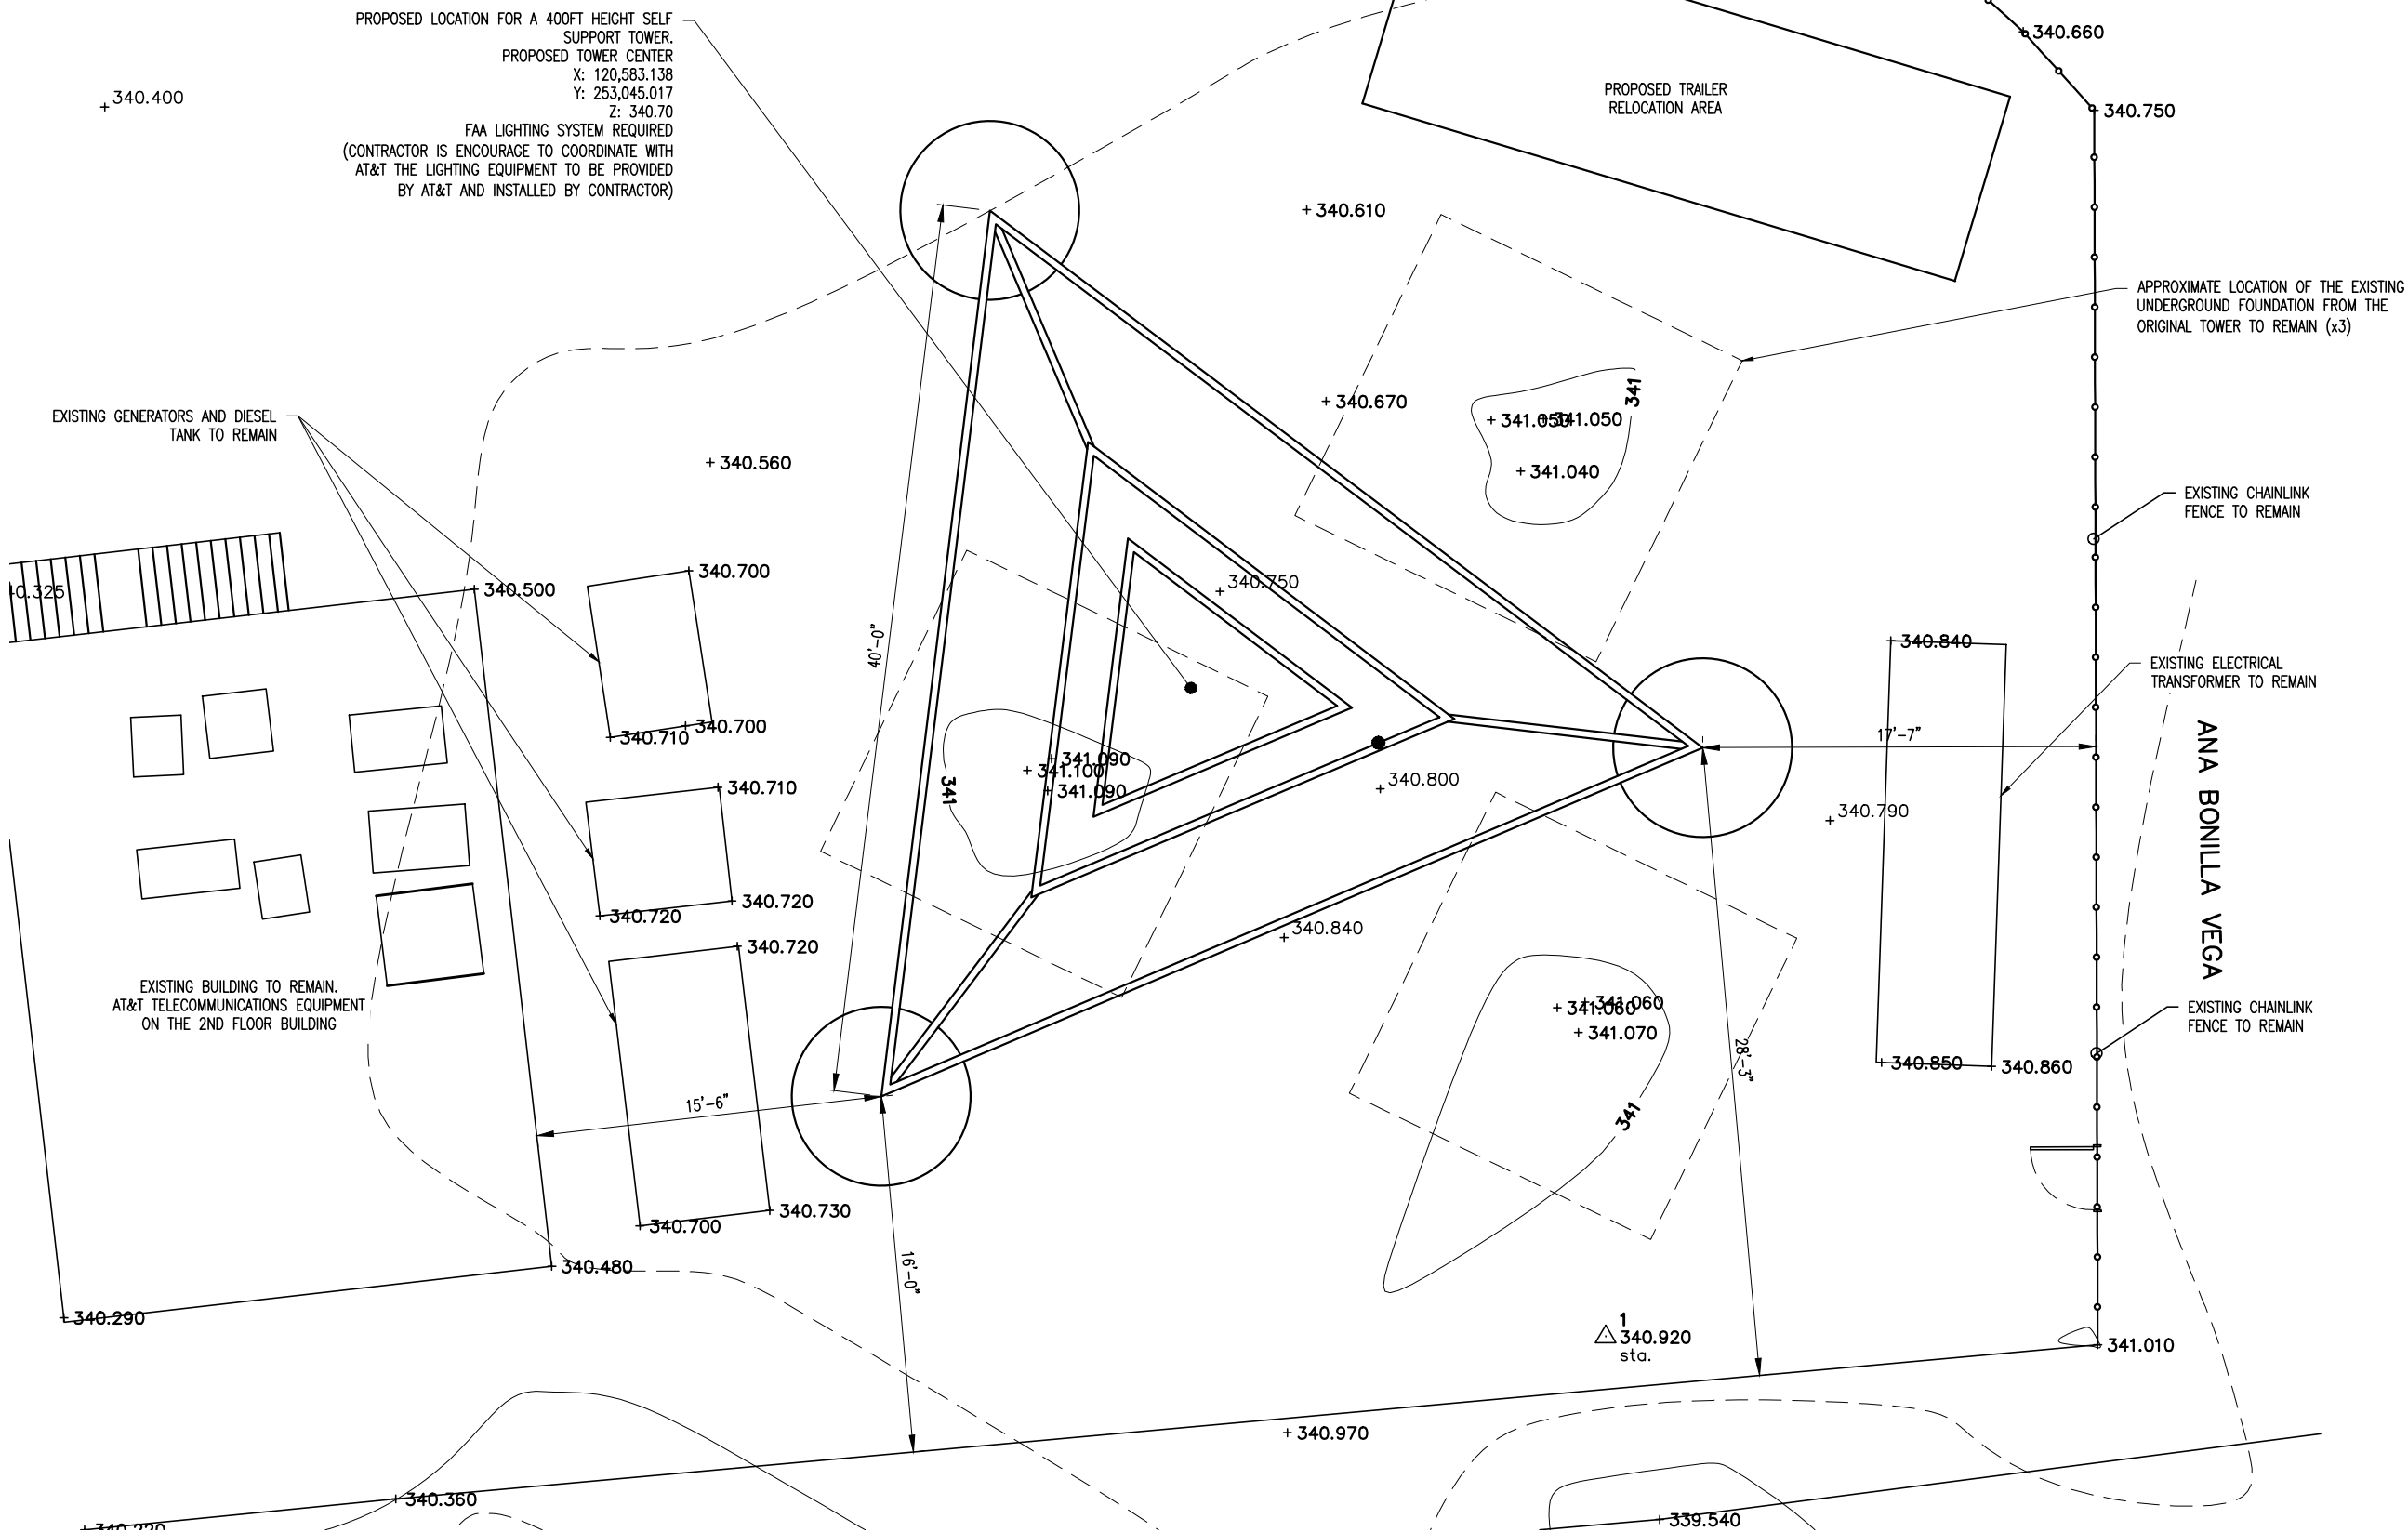 PROPOSED LOCATION FOR A 400FT HEIGHT SELF
SUPPORT TOWER.
PROPOSED TOWER CENTER
X: 120,583.138
Y: 253,045.017
Z: 340.70
FAA LIGHTING SYSTEM REQUIRED
(CONTRACTOR IS ENCOURAGE TO COORDINATE WITH
AT&T THE LIGHTING EQUIPMENT TO BE PROVIDED
BY AT&T AND INSTALLED BY CONTRACTOR)
340.400
PROPOSED TRAILER
RELOCATION AREA
340.660
340.750
340.610
APPROXIMATE LOCATION OF THE EXISTING
UNDERGROUND FOUNDATION FROM THE
ORIGINAL TOWER TO REMAIN (x3)
341
340.670
341.050
341.050
341.040
EXISTING GENERATORS AND DIESEL
TANK TO REMAIN
340.560
EXISTING CHAINLINK
FENCE TO REMAIN
340.500
340.700
340.750
0.325
40'-0"
340.840
EXISTING ELECTRICAL
TRANSFORMER TO REMAIN
340.710
340.700
17'-7"
341.090
341.100
341.090
341
340.800
340.710
340.790
ANA BONILLA VEGA
340.720
340.720
340.840
340.720
EXISTING BUILDING TO REMAIN.
AT&T TELECOMMUNICATIONS EQUIPMENT
ON THE 2ND FLOOR BUILDING
341.060
341.060
341.070
EXISTING CHAINLINK
FENCE TO REMAIN
28'-3"
340.850
340.860
15'-6"
341
340.730
340.700
340.480
16'-0"
340.290
1
340.920
sta.
341.010
340.970
340.360
340.220
339.540